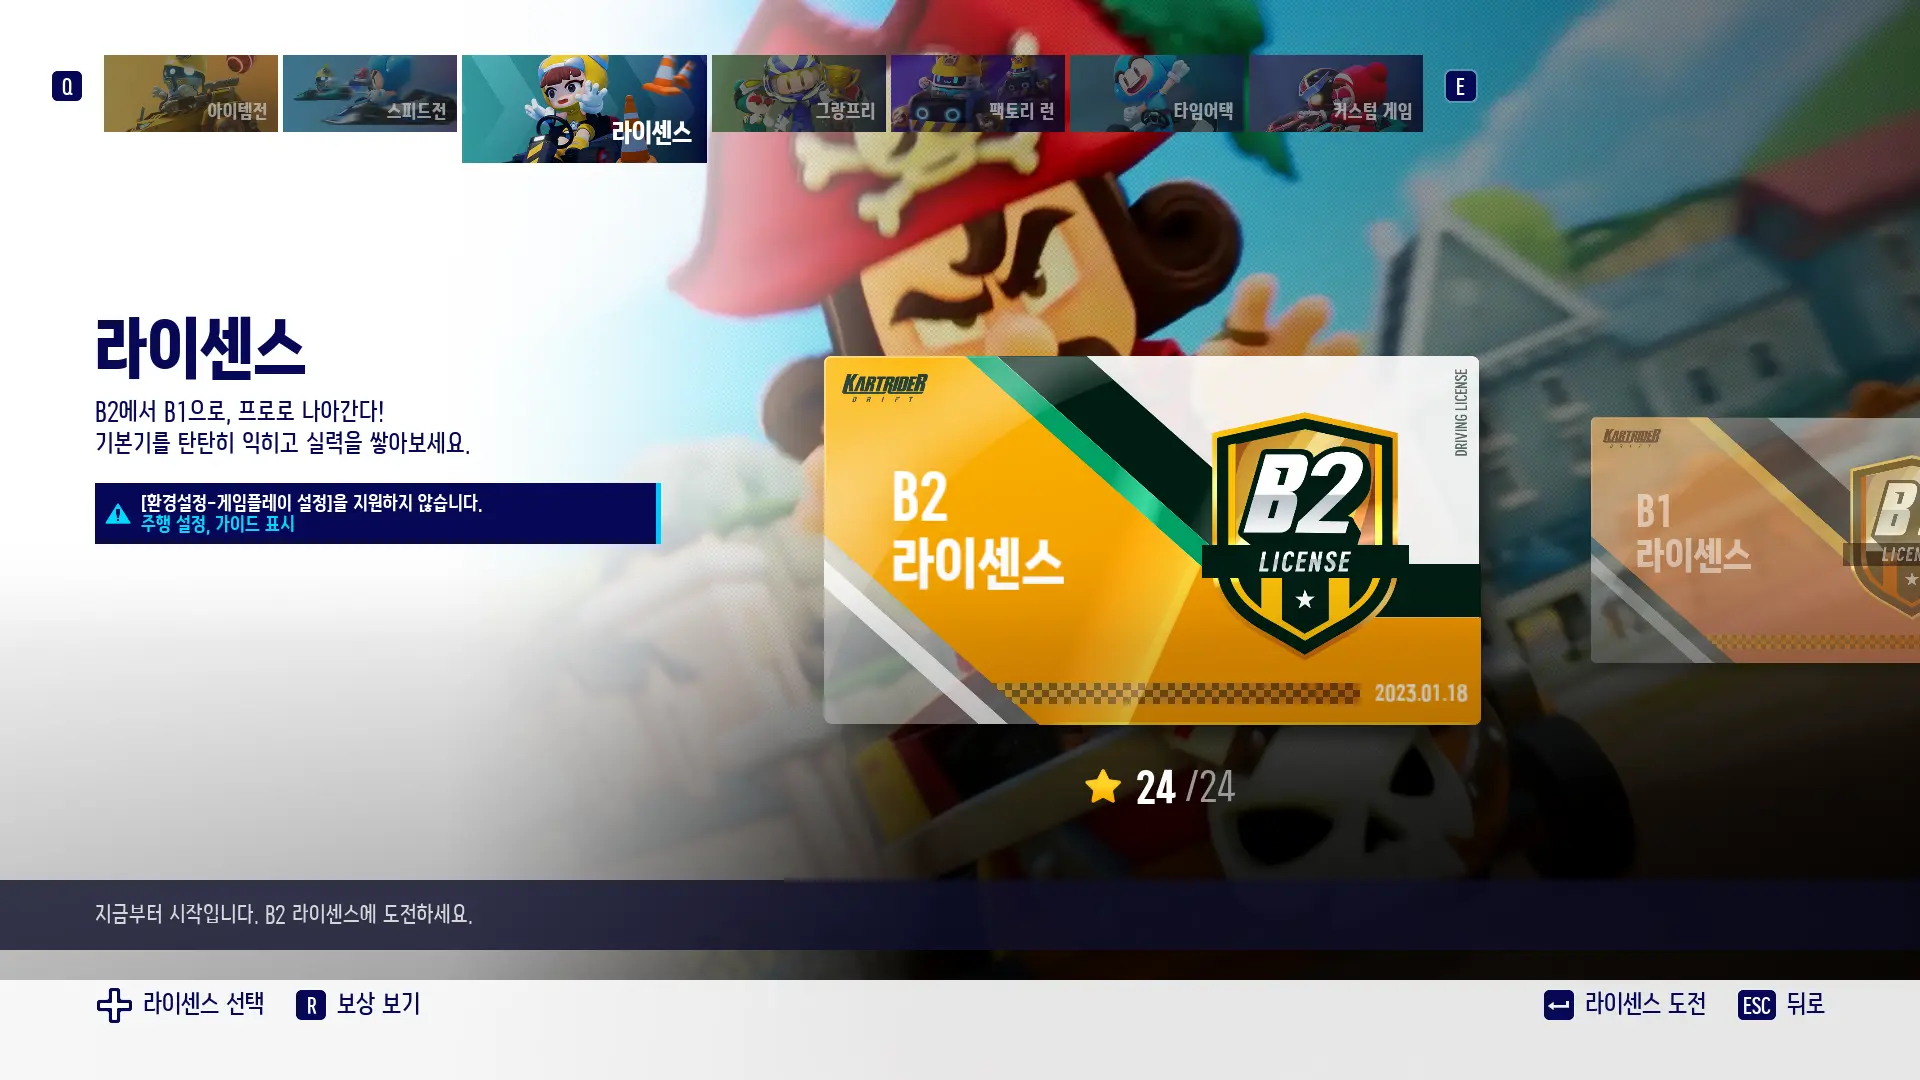 Q
아이템전
스피드전
라이센스
그랑프리
팩토리 런
타임어택
커스텀 게임
E
라이센스
B2에서 B1으로, 프로로 나아간다!
기본기를 탄탄히 익히고 실력을 쌓아보세요.
[환경설정-게임플레이 설정]을 지원하지 않습니다.
주행 설정, 가이드 표시
KARTRIDER
DRIFT
DRIVING LICENSE
B2
라이센스
B2
LICENSE
2023.01.18
KARTRIDER
DRIFT
B1
라이센스
24 /24
지금부터 시작입니다. B2 라이센스에 도전하세요.
라이센스 선택
R 보상 보기
라이센스 도전
ESC 뒤로